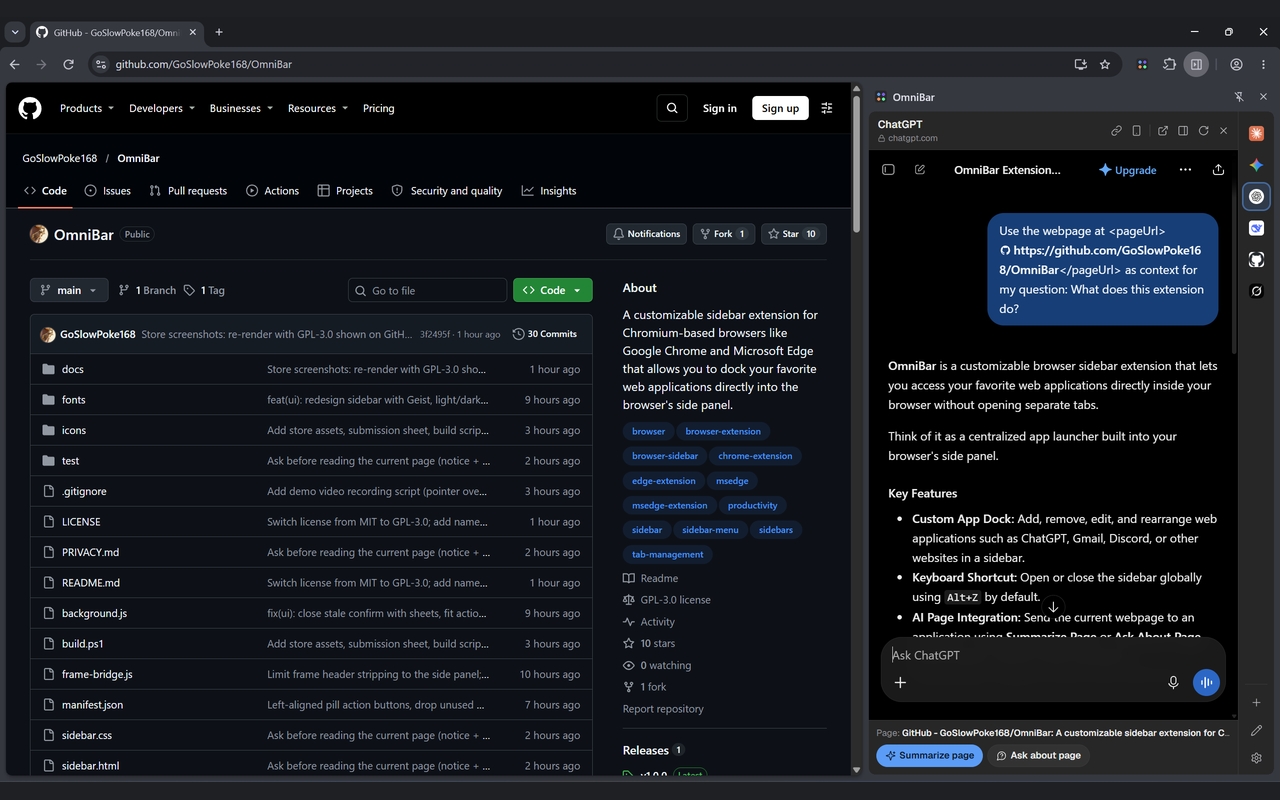 GitHub - GoSlowPoke168/Omni
github.com/GoSlowPoke168/OmniBar
Products
Developers
Businesses
Resources
Pricing
Sign in
Sign up
GoSlowPoke168 / OmniBar
Code
Issues
Pull requests
Actions
Projects
Security and quality
Insights
OmniBar
Public
Notifications
Fork 1
Star 10
main
1 Branch
1 Tag
Go to file
Code
GoSlowPoke168 Store screenshots: re-render with GPL-3.0 shown on GitH... 3f2495f · 1 hour ago 30 Commits
docs Store screenshots: re-render with GPL-3.0 sho... 1 hour ago
fonts feat(ui): redesign sidebar with Geist, light/dark... 9 hours ago
icons Add store assets, submission sheet, build scrip... 3 hours ago
test Ask before reading the current page (notice + ... 2 hours ago
.gitignore Add demo video recording script (pointer ove... 3 hours ago
LICENSE Switch license from MIT to GPL-3.0; add name... 1 hour ago
PRIVACY.md Ask before reading the current page (notice + ... 2 hours ago
README.md Switch license from MIT to GPL-3.0; add name... 1 hour ago
background.js fix(ui): close stale confirm with sheets, fit actio... 9 hours ago
build.ps1 Add store assets, submission sheet, build scrip... 3 hours ago
frame-bridge.js Limit frame header stripping to the side panel;... 10 hours ago
manifest.json Left-aligned pill action buttons, drop unused ... 7 hours ago
sidebar.css Ask before reading the current page (notice + ... 2 hours ago
sidebar.html Ask before reading the current page (notice + ... 2 hours ago
About
A customizable sidebar extension for
Chromium-based browsers like
Google Chrome and Microsoft Edge
that allows you to dock your favorite
web applications directly into the
browser's side panel.
browser browser-extension
browser-sidebar chrome-extension
edge-extension msedge
msedge-extension productivity
sidebar sidebar-menu sidebars
tab-management
Readme
GPL-3.0 license
Activity
10 stars
0 watching
1 fork
Report repository
Releases 1
v1.0.0 Latest
OmniBar
ChatGPT
chatgpt.com
OmniBar Extension...
Upgrade
Use the webpage at <pageUrl>
https://github.com/GoSlowPoke16
8/OmniBar</pageUrl> as context for
my question: What does this extension
do?
OmniBar is a customizable browser sidebar extension that lets
you access your favorite web applications directly inside your
browser without opening separate tabs.
Think of it as a centralized app launcher built into your
browser's side panel.
Key Features
• Custom App Dock: Add, remove, edit, and rearrange web
applications such as ChatGPT, Gmail, Discord, or other
websites in a sidebar.
• Keyboard Shortcut: Open or close the sidebar globally
using Alt+Z by default.
• AI Page Integration: Send the current webpage to an
application using Summarize Page or Ask About Page
Ask ChatGPT
Page: GitHub - GoSlowPoke168/OmniBar: A customizable sidebar extension for C...
Summarize page
Ask about page